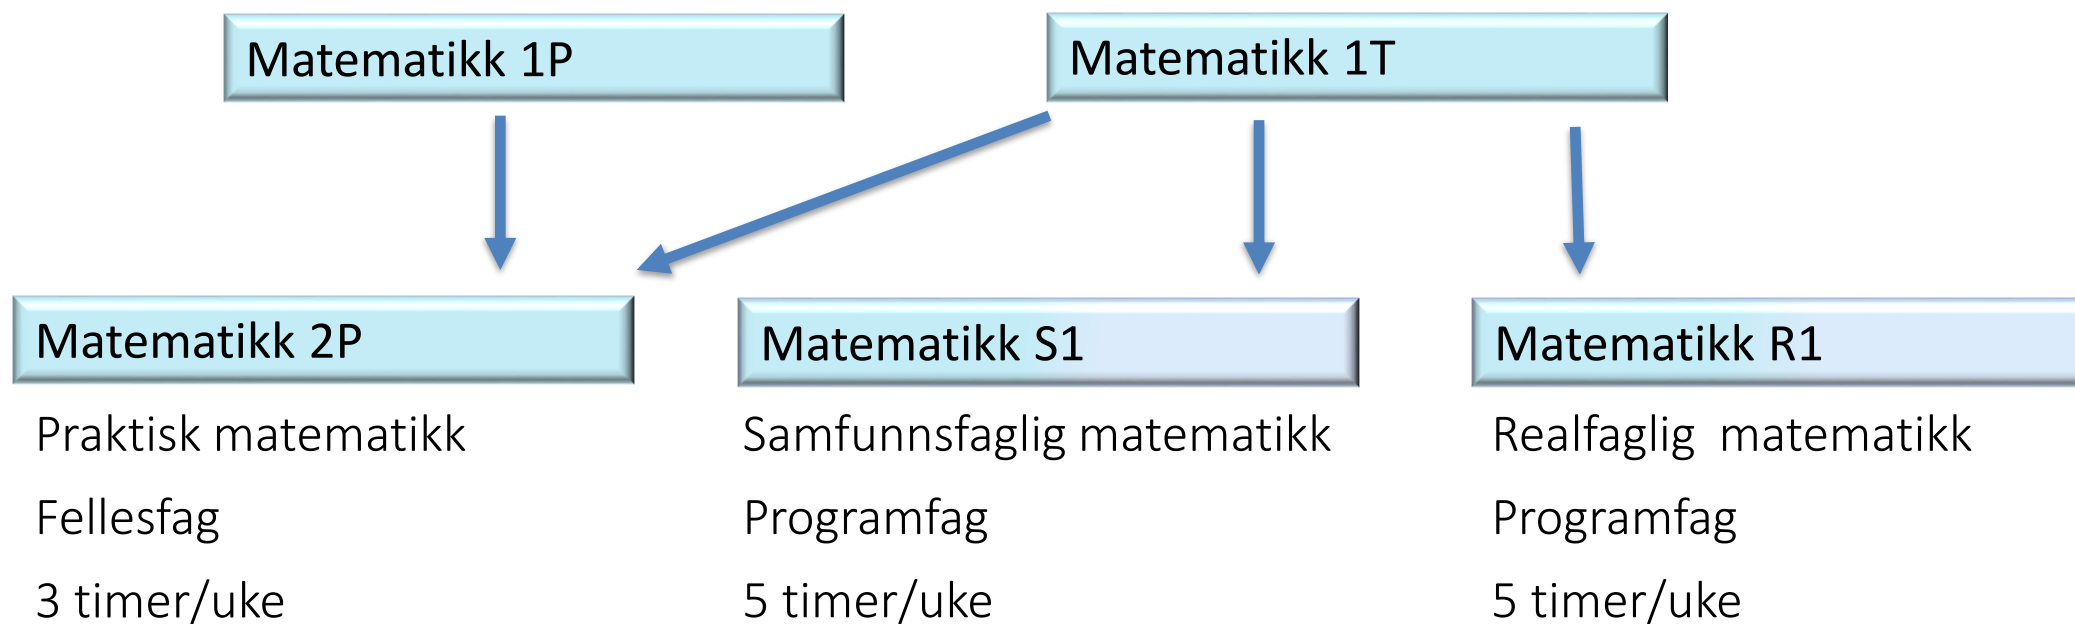 Matematikk 1P
Matematikk 1T
Matematikk 2P
Matematikk S1
Matematikk R1
Praktisk matematikk
Fellesfag
3 timer/uke
Samfunnsfaglig matematikk
Programfag
5 timer/uke
Realfaglig  matematikk
Programfag
5 timer/uke